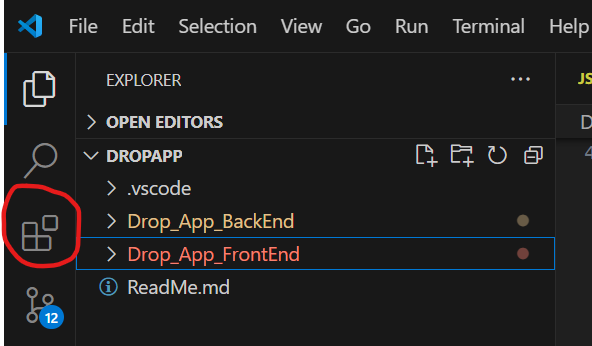 File Edit Selection View Go Run Terminal Help
EXPLORER ...
JS
OPEN EDITORS
DROPAPP
.vscode
Drop_App_BackEnd
Drop_App_FrontEnd
ReadMe.md
12